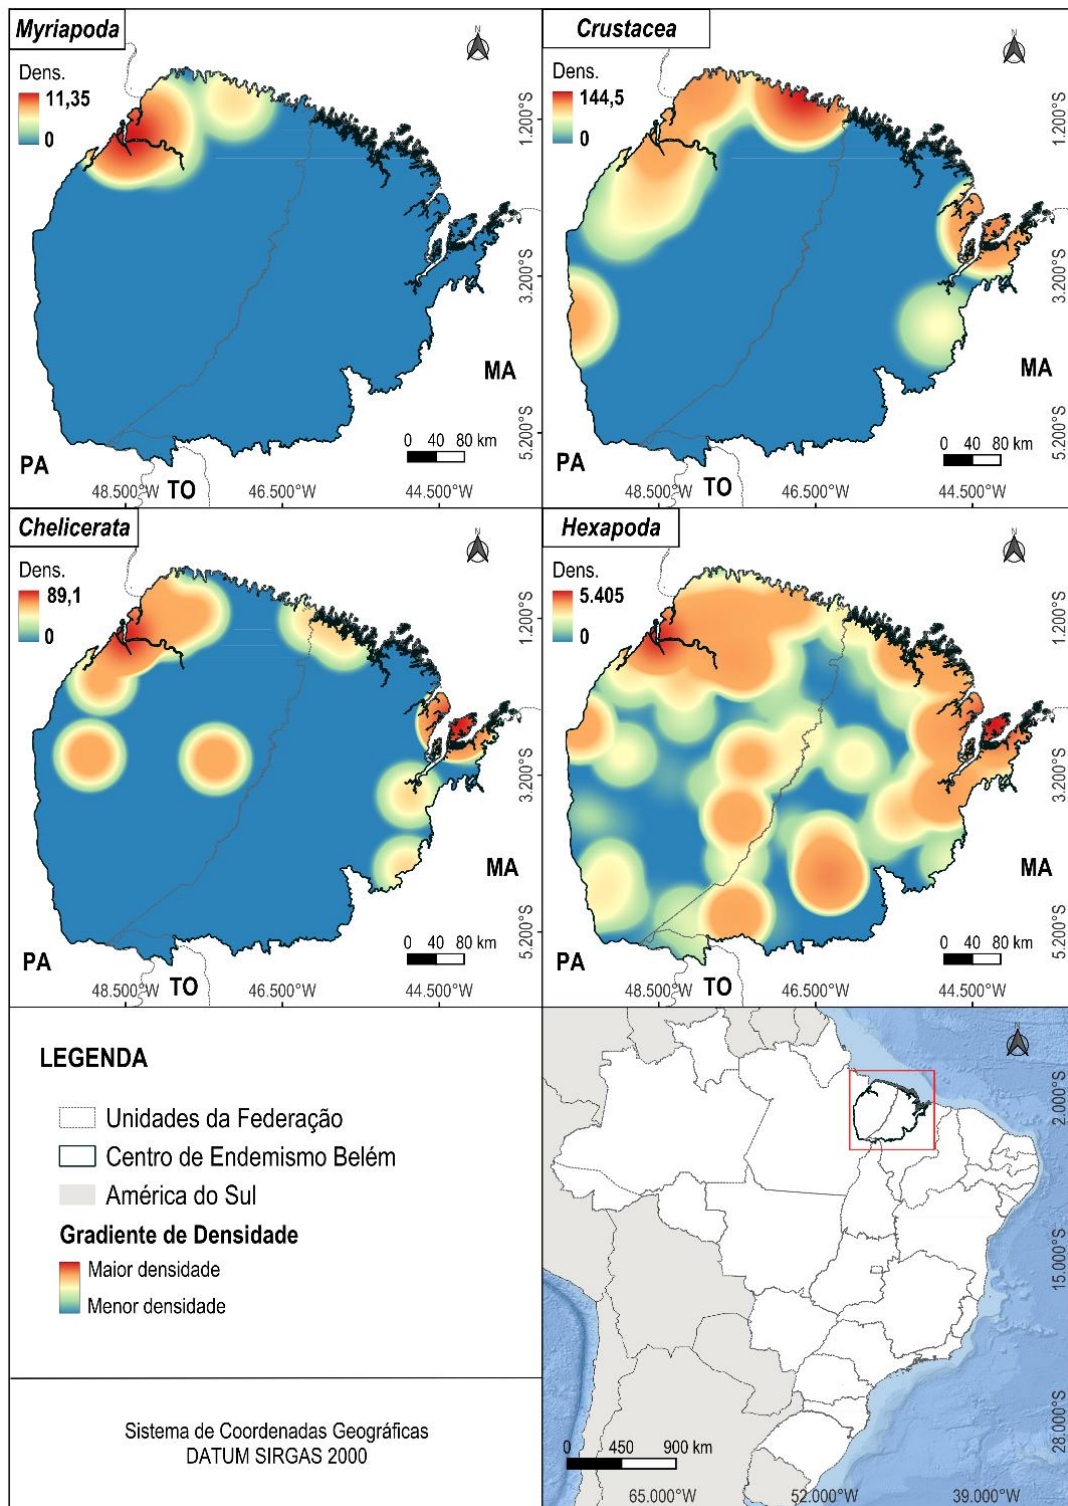 Myriapoda
N
Dens.
11,35
0
1.200°S
3.200°S
5.200°S
MA
PA
TO
0 40 80 km
48.500°W 46.500°W 44.500°W
Crustacea
N
Dens.
144,5
0
1.200°S
3.200°S
5.200°S
MA
PA
TO
0 40 80 km
48.500°W 46.500°W 44.500°W
Chelicerata
N
Dens.
89,1
0
1.200°S
3.200°S
5.200°S
MA
PA
TO
0 40 80 km
48.500°W 46.500°W 44.500°W
Hexapoda
N
Dens.
5.405
0
1.200°S
3.200°S
5.200°S
MA
PA
TO
0 40 80 km
48.500°W 46.500°W 44.500°W
LEGENDA
Unidades da Federação
Centro de Endemismo Belém
América do Sul
Gradiente de Densidade
Maior densidade
Menor densidade
Sistema de Coordenadas Geográficas
DATUM SIRGAS 2000
N
2.000°S
15.000°S
28.000°S
0 450 900 km
65.000°W 52.000°W 39.000°W